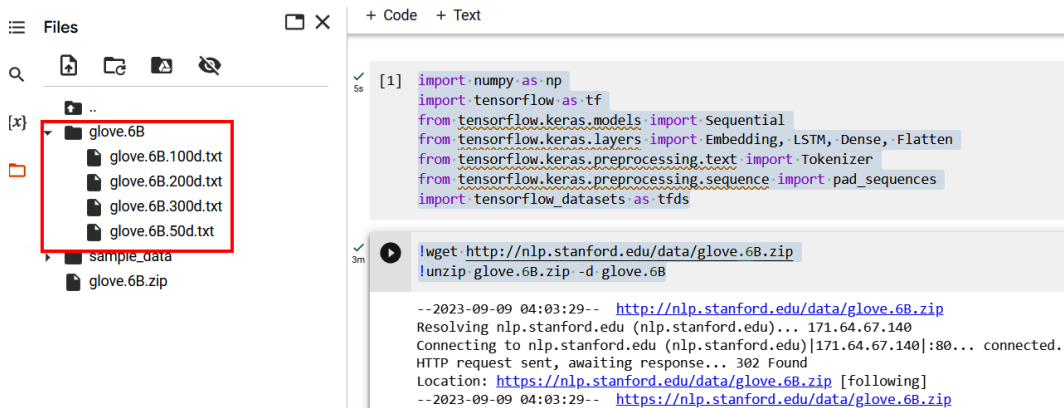 Files
..
glove.6B
glove.6B.100d.txt
glove.6B.200d.txt
glove.6B.300d.txt
glove.6B.50d.txt
sample_data
glove.6B.zip
{x}
+ Code + Text
5s
[1] import numpy as np
import tensorflow as tf
from tensorflow.keras.models import Sequential
from tensorflow.keras.layers import Embedding, LSTM, Dense, Flatten
from tensorflow.keras.preprocessing.text import Tokenizer
from tensorflow.keras.preprocessing.sequence import pad_sequences
import tensorflow_datasets as tfds
3m
!wget http://nlp.stanford.edu/data/glove.6B.zip
!unzip glove.6B.zip -d glove.6B
--2023-09-09 04:03:29-- http://nlp.stanford.edu/data/glove.6B.zip
Resolving nlp.stanford.edu (nlp.stanford.edu)... 171.64.67.140
Connecting to nlp.stanford.edu (nlp.stanford.edu)|171.64.67.140|:80... connected.
HTTP request sent, awaiting response... 302 Found
Location: https://nlp.stanford.edu/data/glove.6B.zip [following]
--2023-09-09 04:03:29-- https://nlp.stanford.edu/data/glove.6B.zip